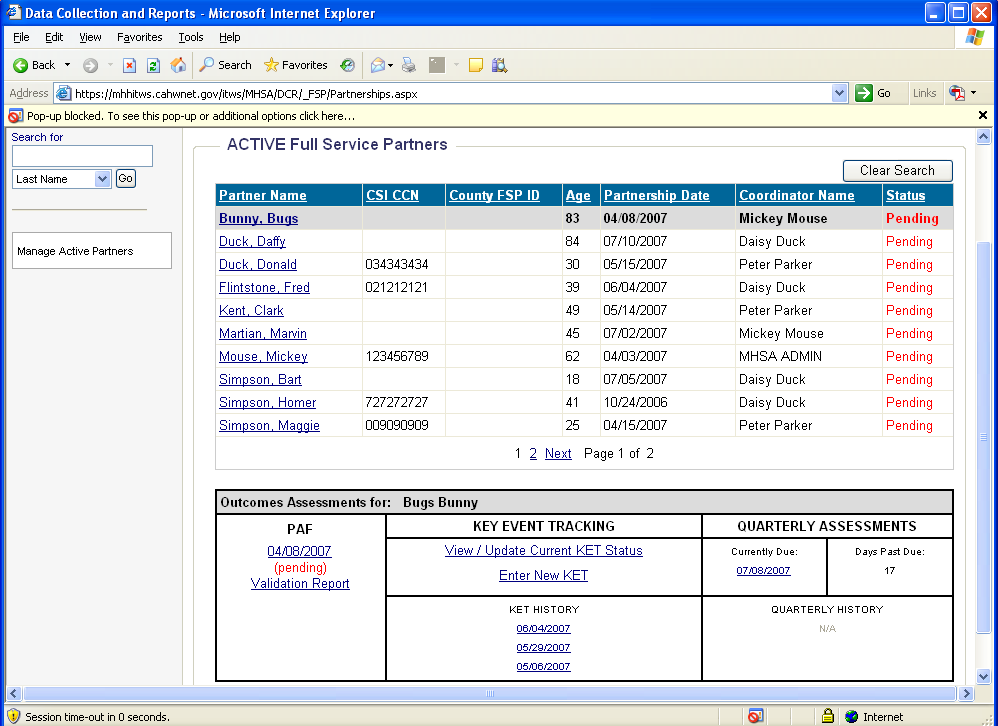 Data Collection and Reports - Microsoft Internet Explorer
File Edit View Favorites Tools Help
Back Search Favorites
Address https://mhhitws.cahwnet.gov/itws/MHSA/DCR/_FSP/Partnerships.aspx Go Links
Pop-up blocked. To see this pop-up or additional options click here...
Search for
Last Name Go
Manage Active Partners
ACTIVE Full Service Partners
Clear Search
Partner Name CSI CCN County FSP ID Age Partnership Date Coordinator Name Status
Bunny, Bugs 83 04/08/2007 Mickey Mouse Pending
Duck, Daffy 84 07/10/2007 Daisy Duck Pending
Duck, Donald 034343434 30 05/15/2007 Peter Parker Pending
Flintstone, Fred 021212121 39 06/04/2007 Daisy Duck Pending
Kent, Clark 49 05/14/2007 Peter Parker Pending
Martian, Marvin 45 07/02/2007 Mickey Mouse Pending
Mouse, Mickey 123456789 62 04/03/2007 MHSA ADMIN Pending
Simpson, Bart 18 07/05/2007 Daisy Duck Pending
Simpson, Homer 727272727 41 10/24/2006 Daisy Duck Pending
Simpson, Maggie 009090909 25 04/15/2007 Peter Parker Pending
1 2 Next Page 1 of 2
Outcomes Assessments for: Bugs Bunny
PAF
04/08/2007
(pending)
Validation Report
KEY EVENT TRACKING
View / Update Current KET Status
Enter New KET
KET HISTORY
06/04/2007
05/29/2007
05/06/2007
QUARTERLY ASSESSMENTS
Currently Due:
07/08/2007
Days Past Due:
17
QUARTERLY HISTORY
N/A
Session time-out in 0 seconds. Internet